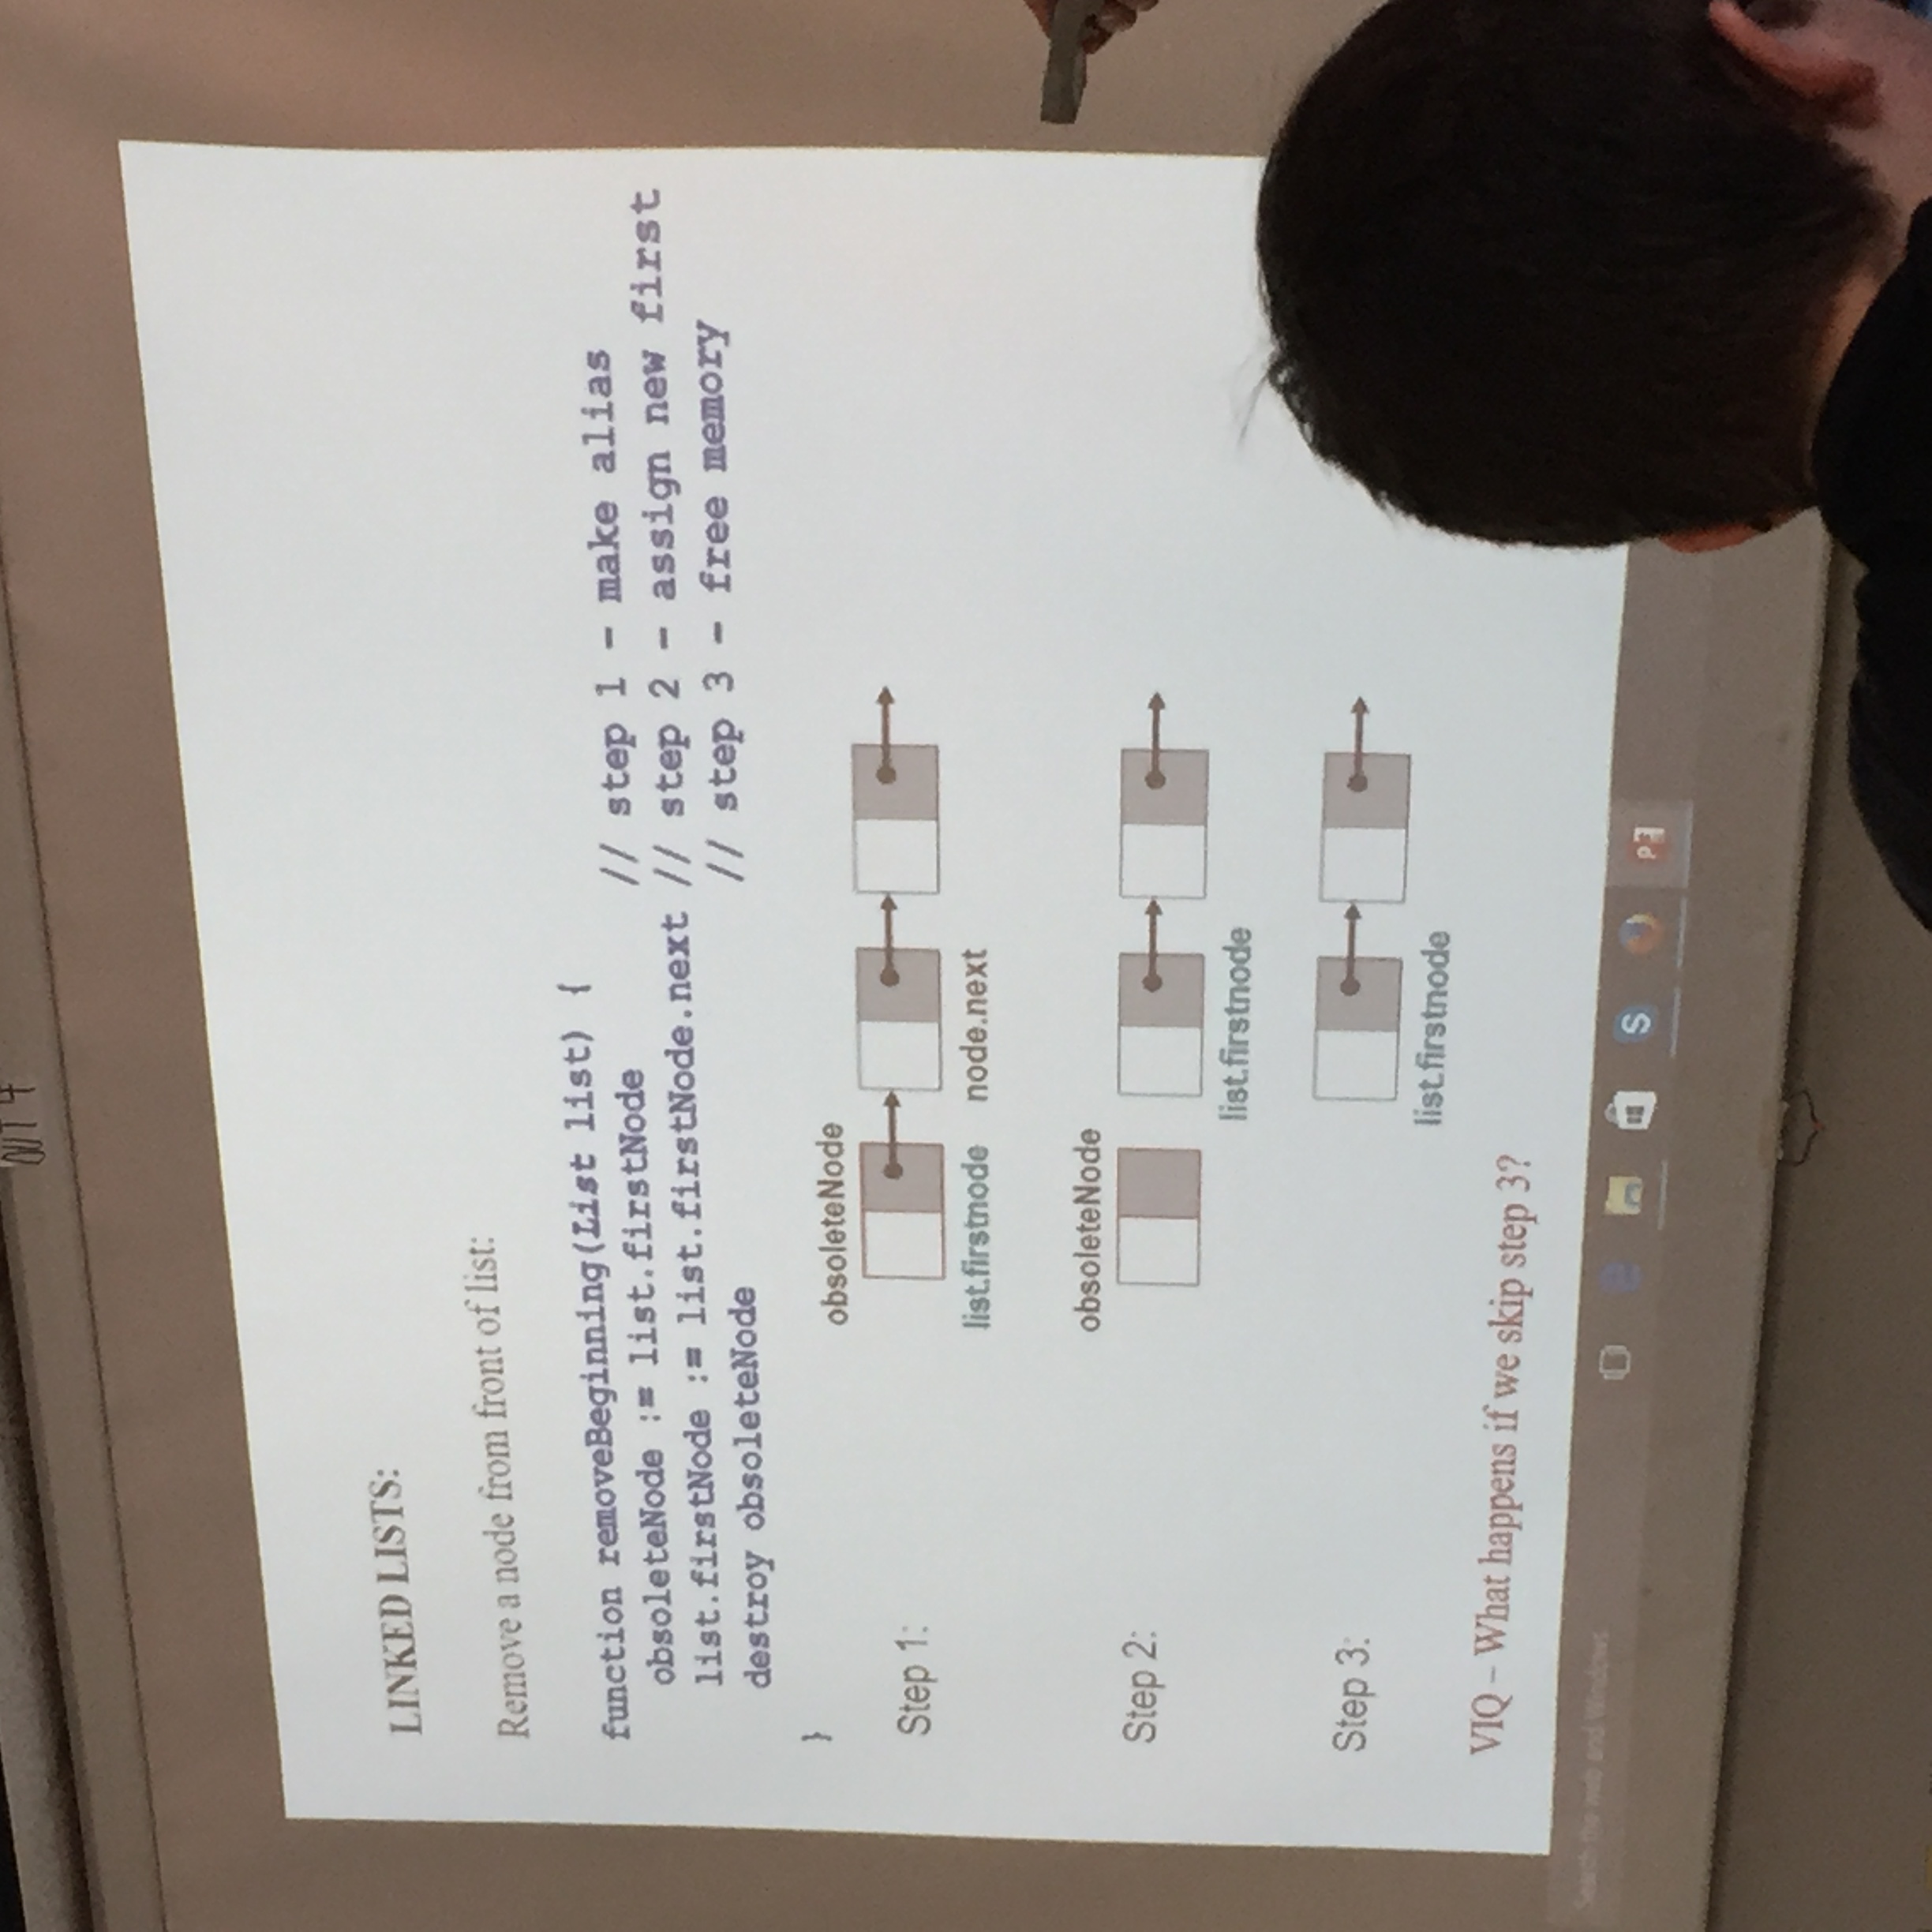 OUT 4
LINKED LISTS:
Remove a node from front of list:
function removeBeginning(List list) {
obsoleteNode := list.firstNode // step 1 - make alias
list.firstNode := list.firstNode.next // step 2 - assign new first
destroy obsoleteNode // step 3 - free memory
}
obsoleteNode
Step 1:
list.firstnode node.next
obsoleteNode
Step 2:
list.firstnode
Step 3:
list.firstnode
VIQ – What happens if we skip step 3?
Search the web and Windows
S
P